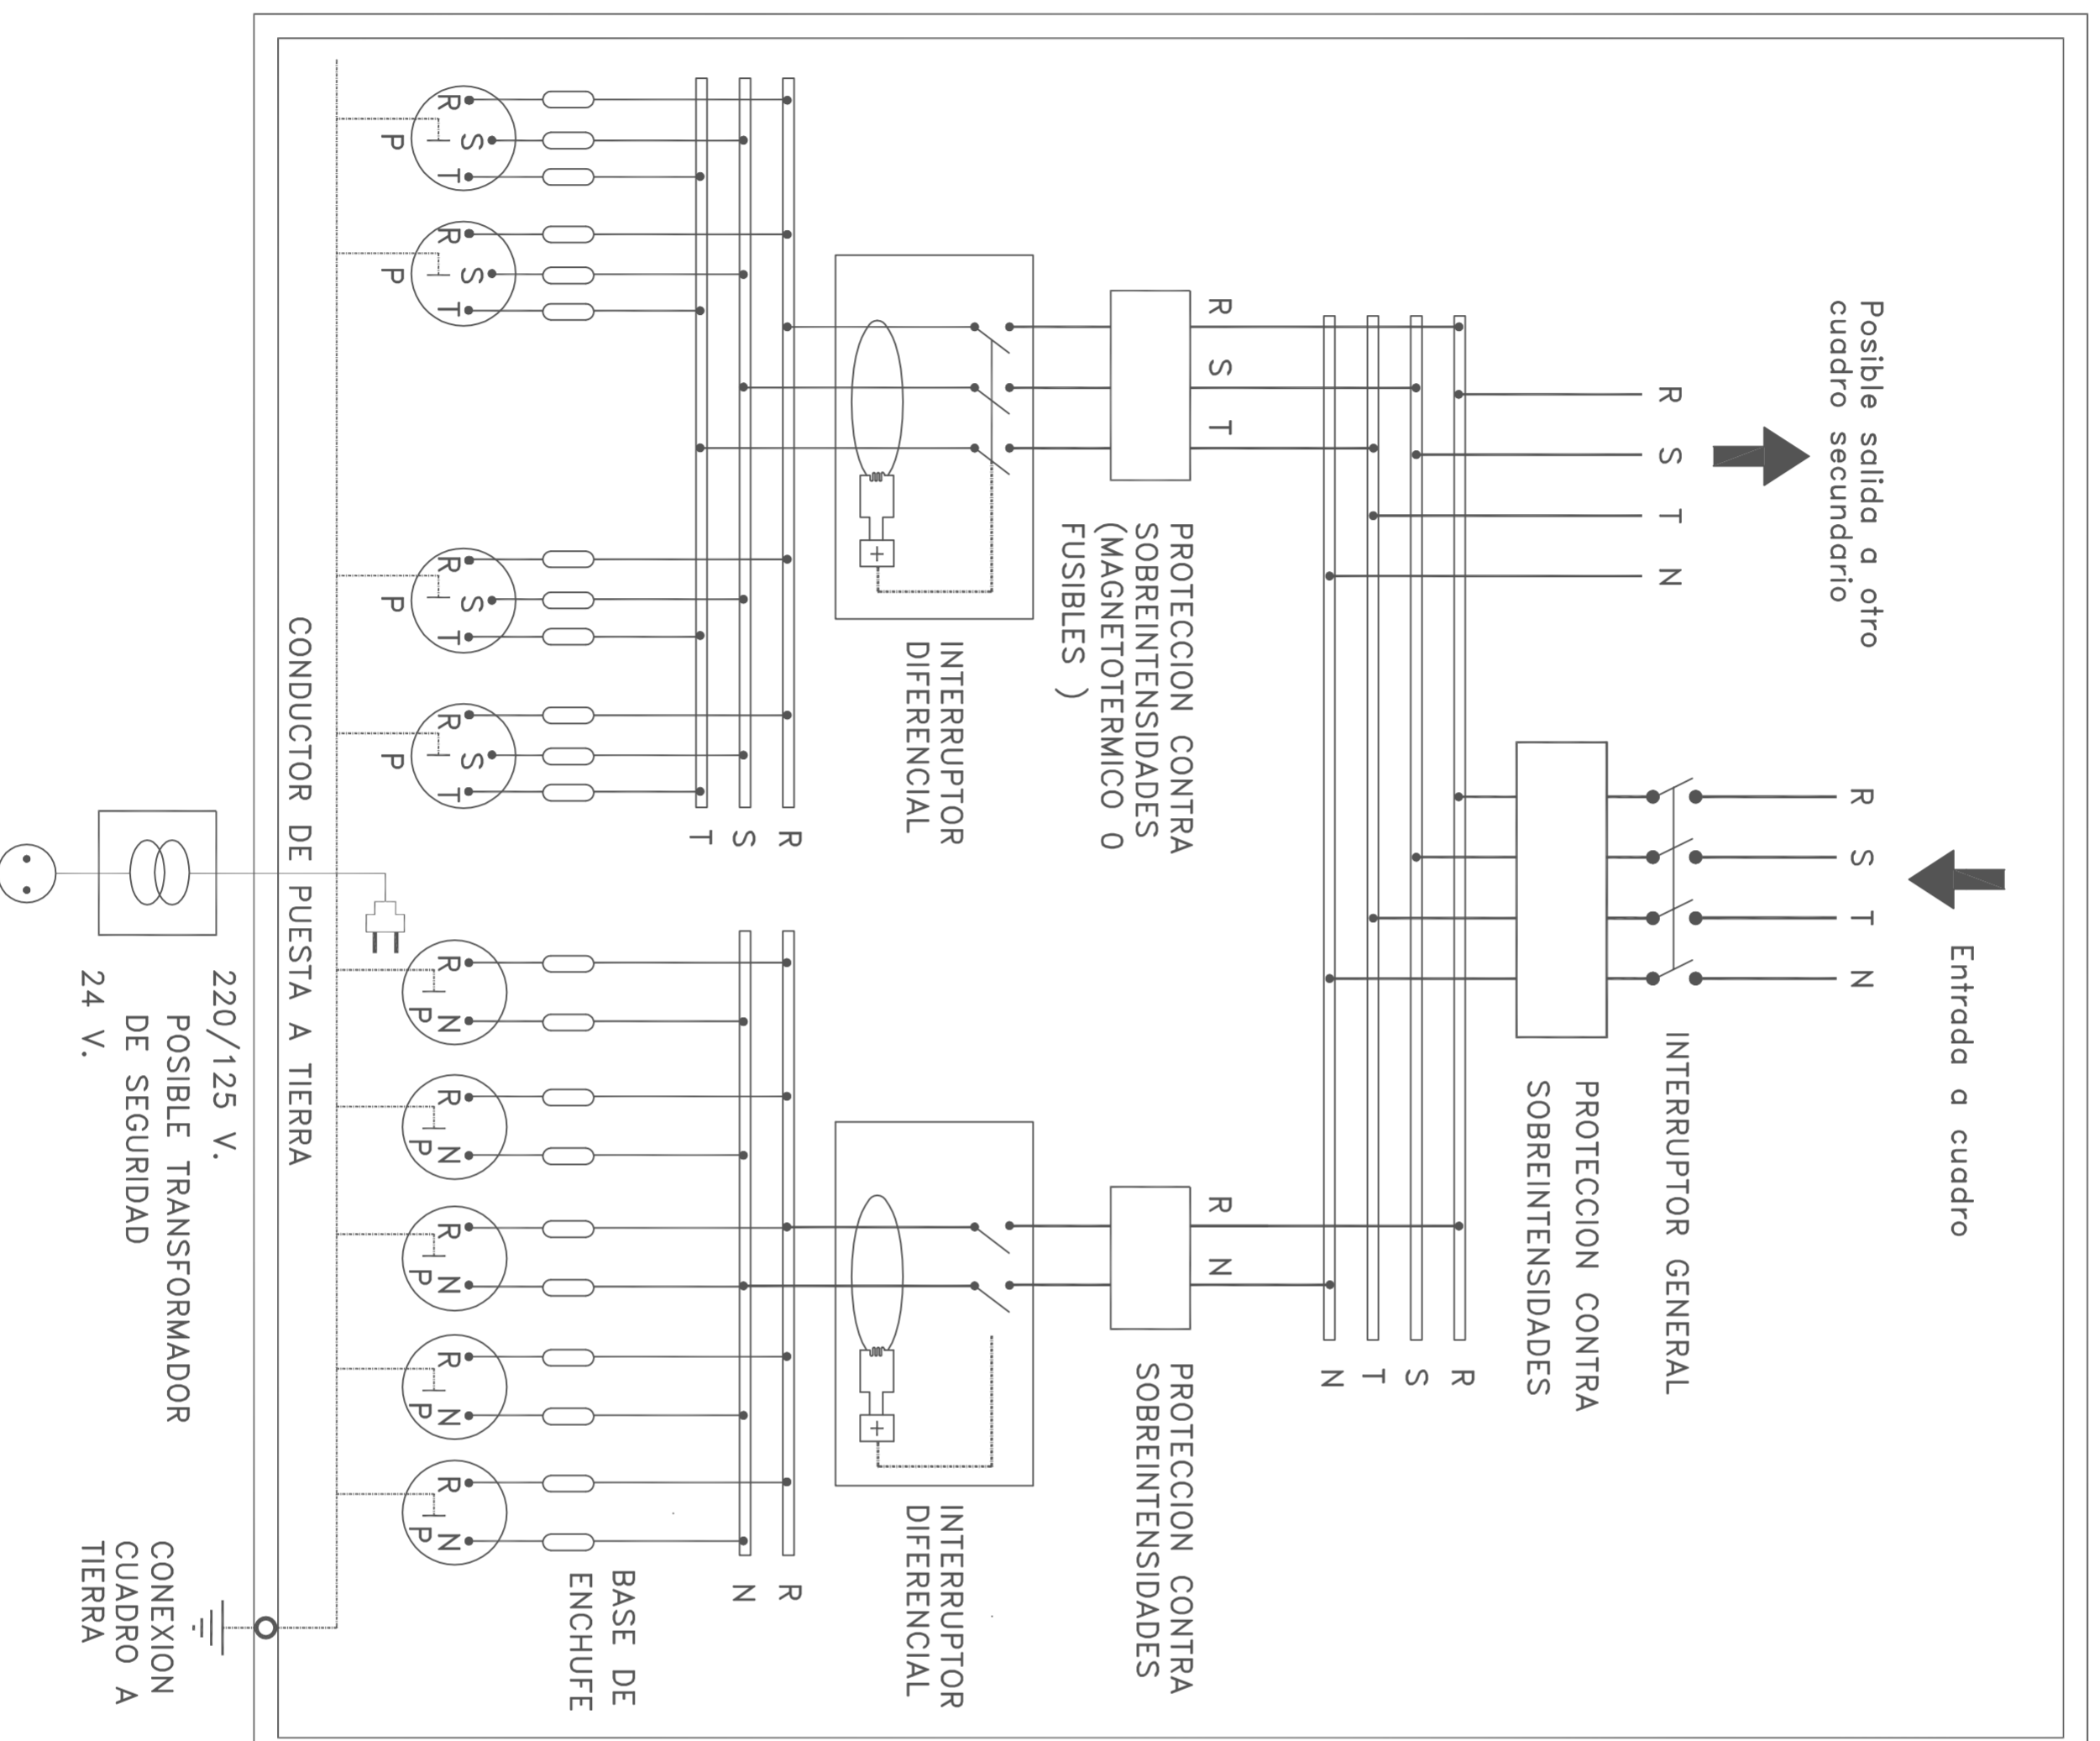 Entrada a cuadro
R S T N
INTERRUPTOR GENERAL
PROTECCION CONTRA
SOBREINTENSIDADES
Posible salida a otro
cuadro secundario
R S T N
R
S
T
N
R S T
PROTECCION CONTRA
SOBREINTENSIDADES
(MAGNETOTERMICO O
FUSIBLES )
R N
PROTECCION CONTRA
SOBREINTENSIDADES
INTERRUPTOR
DIFERENCIAL
INTERRUPTOR
DIFERENCIAL
R
S
T
R
N
BASE DE
ENCHUFE
R S T
P
R S T
P
R S T
P
R S T
P
R N
P
R N
P
R N
P
R N
P
R N
P
CONDUCTOR DE PUESTA A TIERRA
220/125 V.
POSIBLE TRANSFORMADOR
DE SEGURIDAD
24 V.
CONEXION
CUADRO A
TIERRA